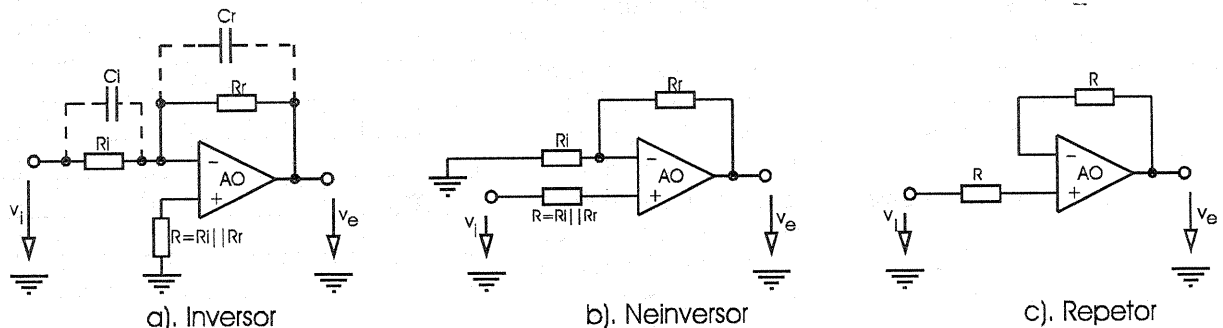 Cr
Ci
Rr
Ri
−
AO
+
vi
R=Ri||Rr
ve
a). Inversor
Rr
Ri
−
AO
+
vi
R=Ri||Rr
ve
b). Neinversor
R
−
AO
R
+
vi
ve
c). Repetor